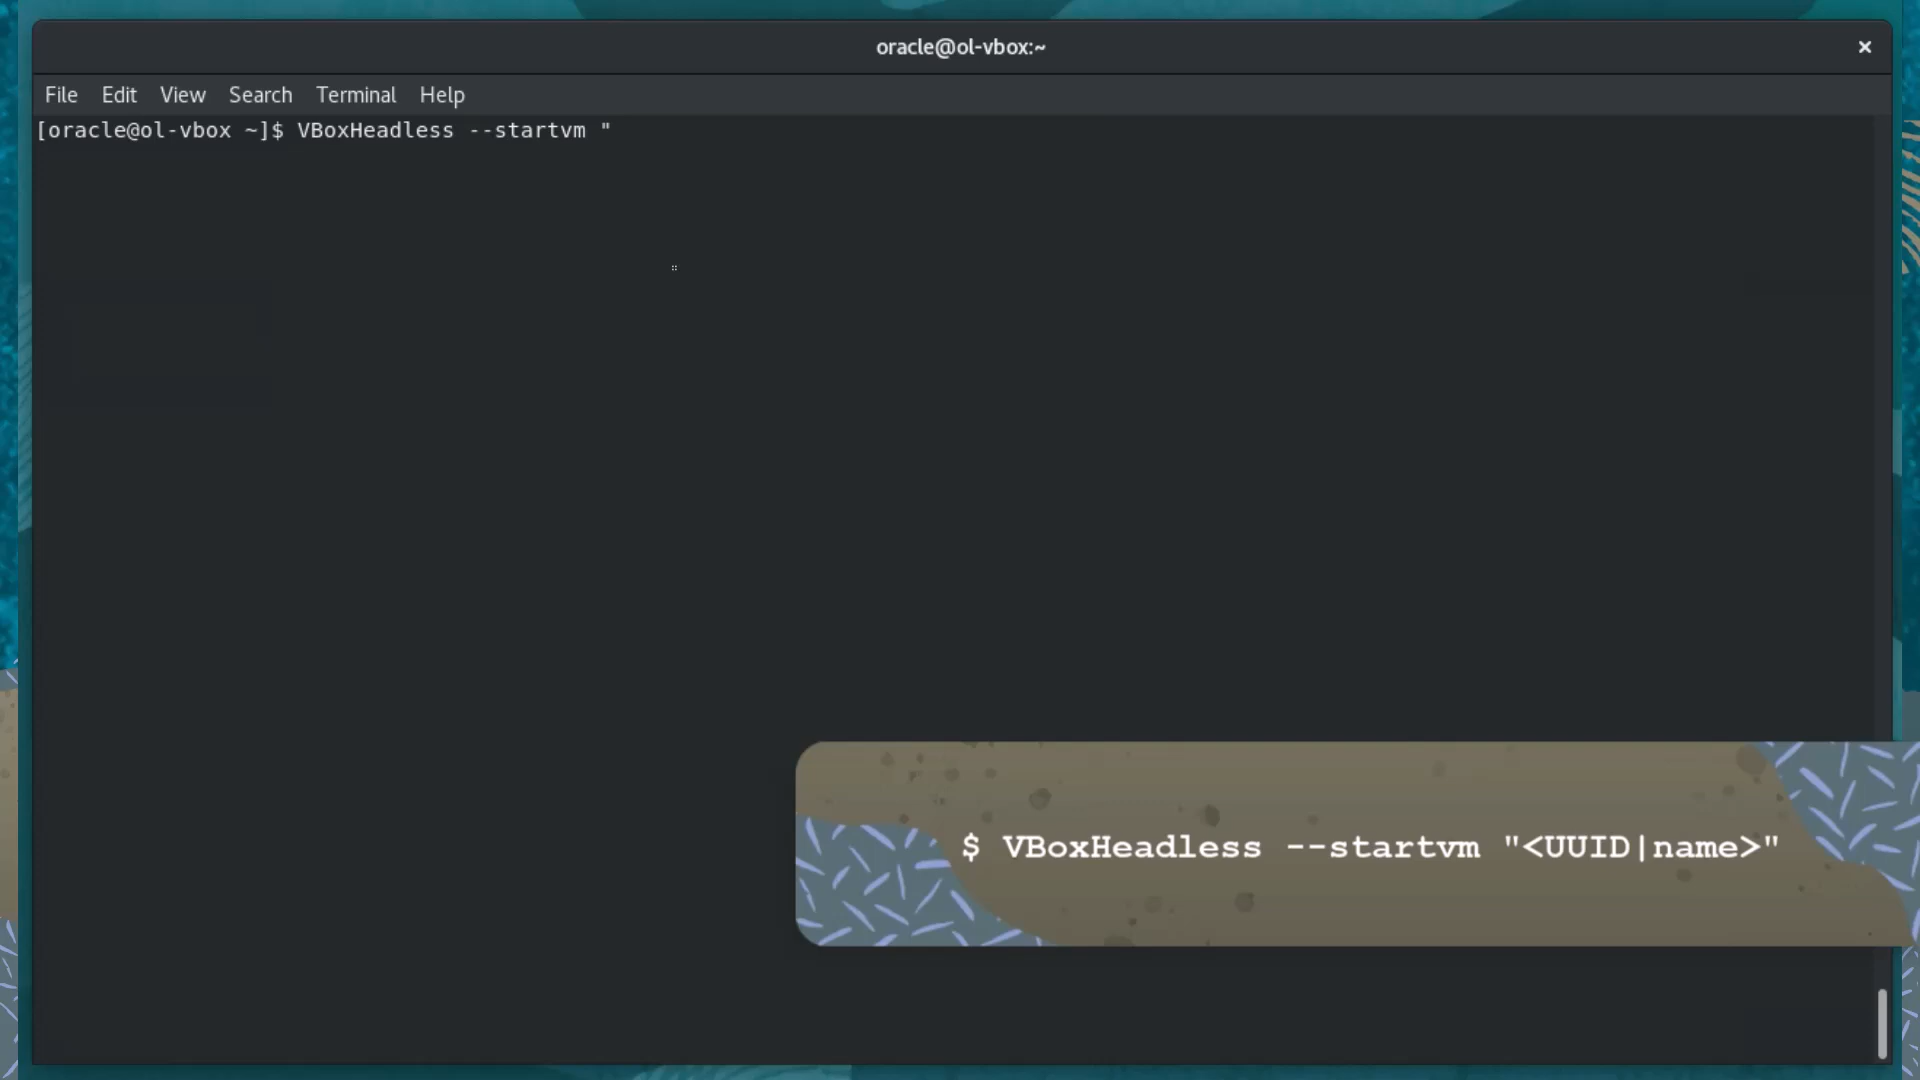 oracle@ol-vbox:~
File Edit View Search Terminal Help
[oracle@ol-vbox ~]$ VBoxHeadless --startvm "
$ VBoxHeadless --startvm "<UUID|name>"